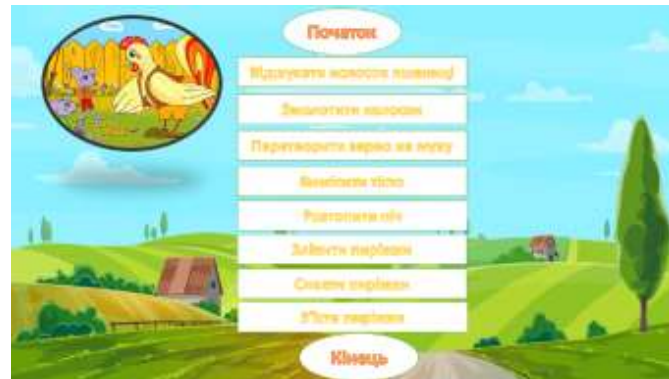 Початок
Відшукати колосок пшениці
Змолотити колосок
Перетворити зерно на муку
Вимісити тісто
Розтопити піч
Зліпити пиріжки
Спекти пиріжки
З'їсти пиріжки
Кінець